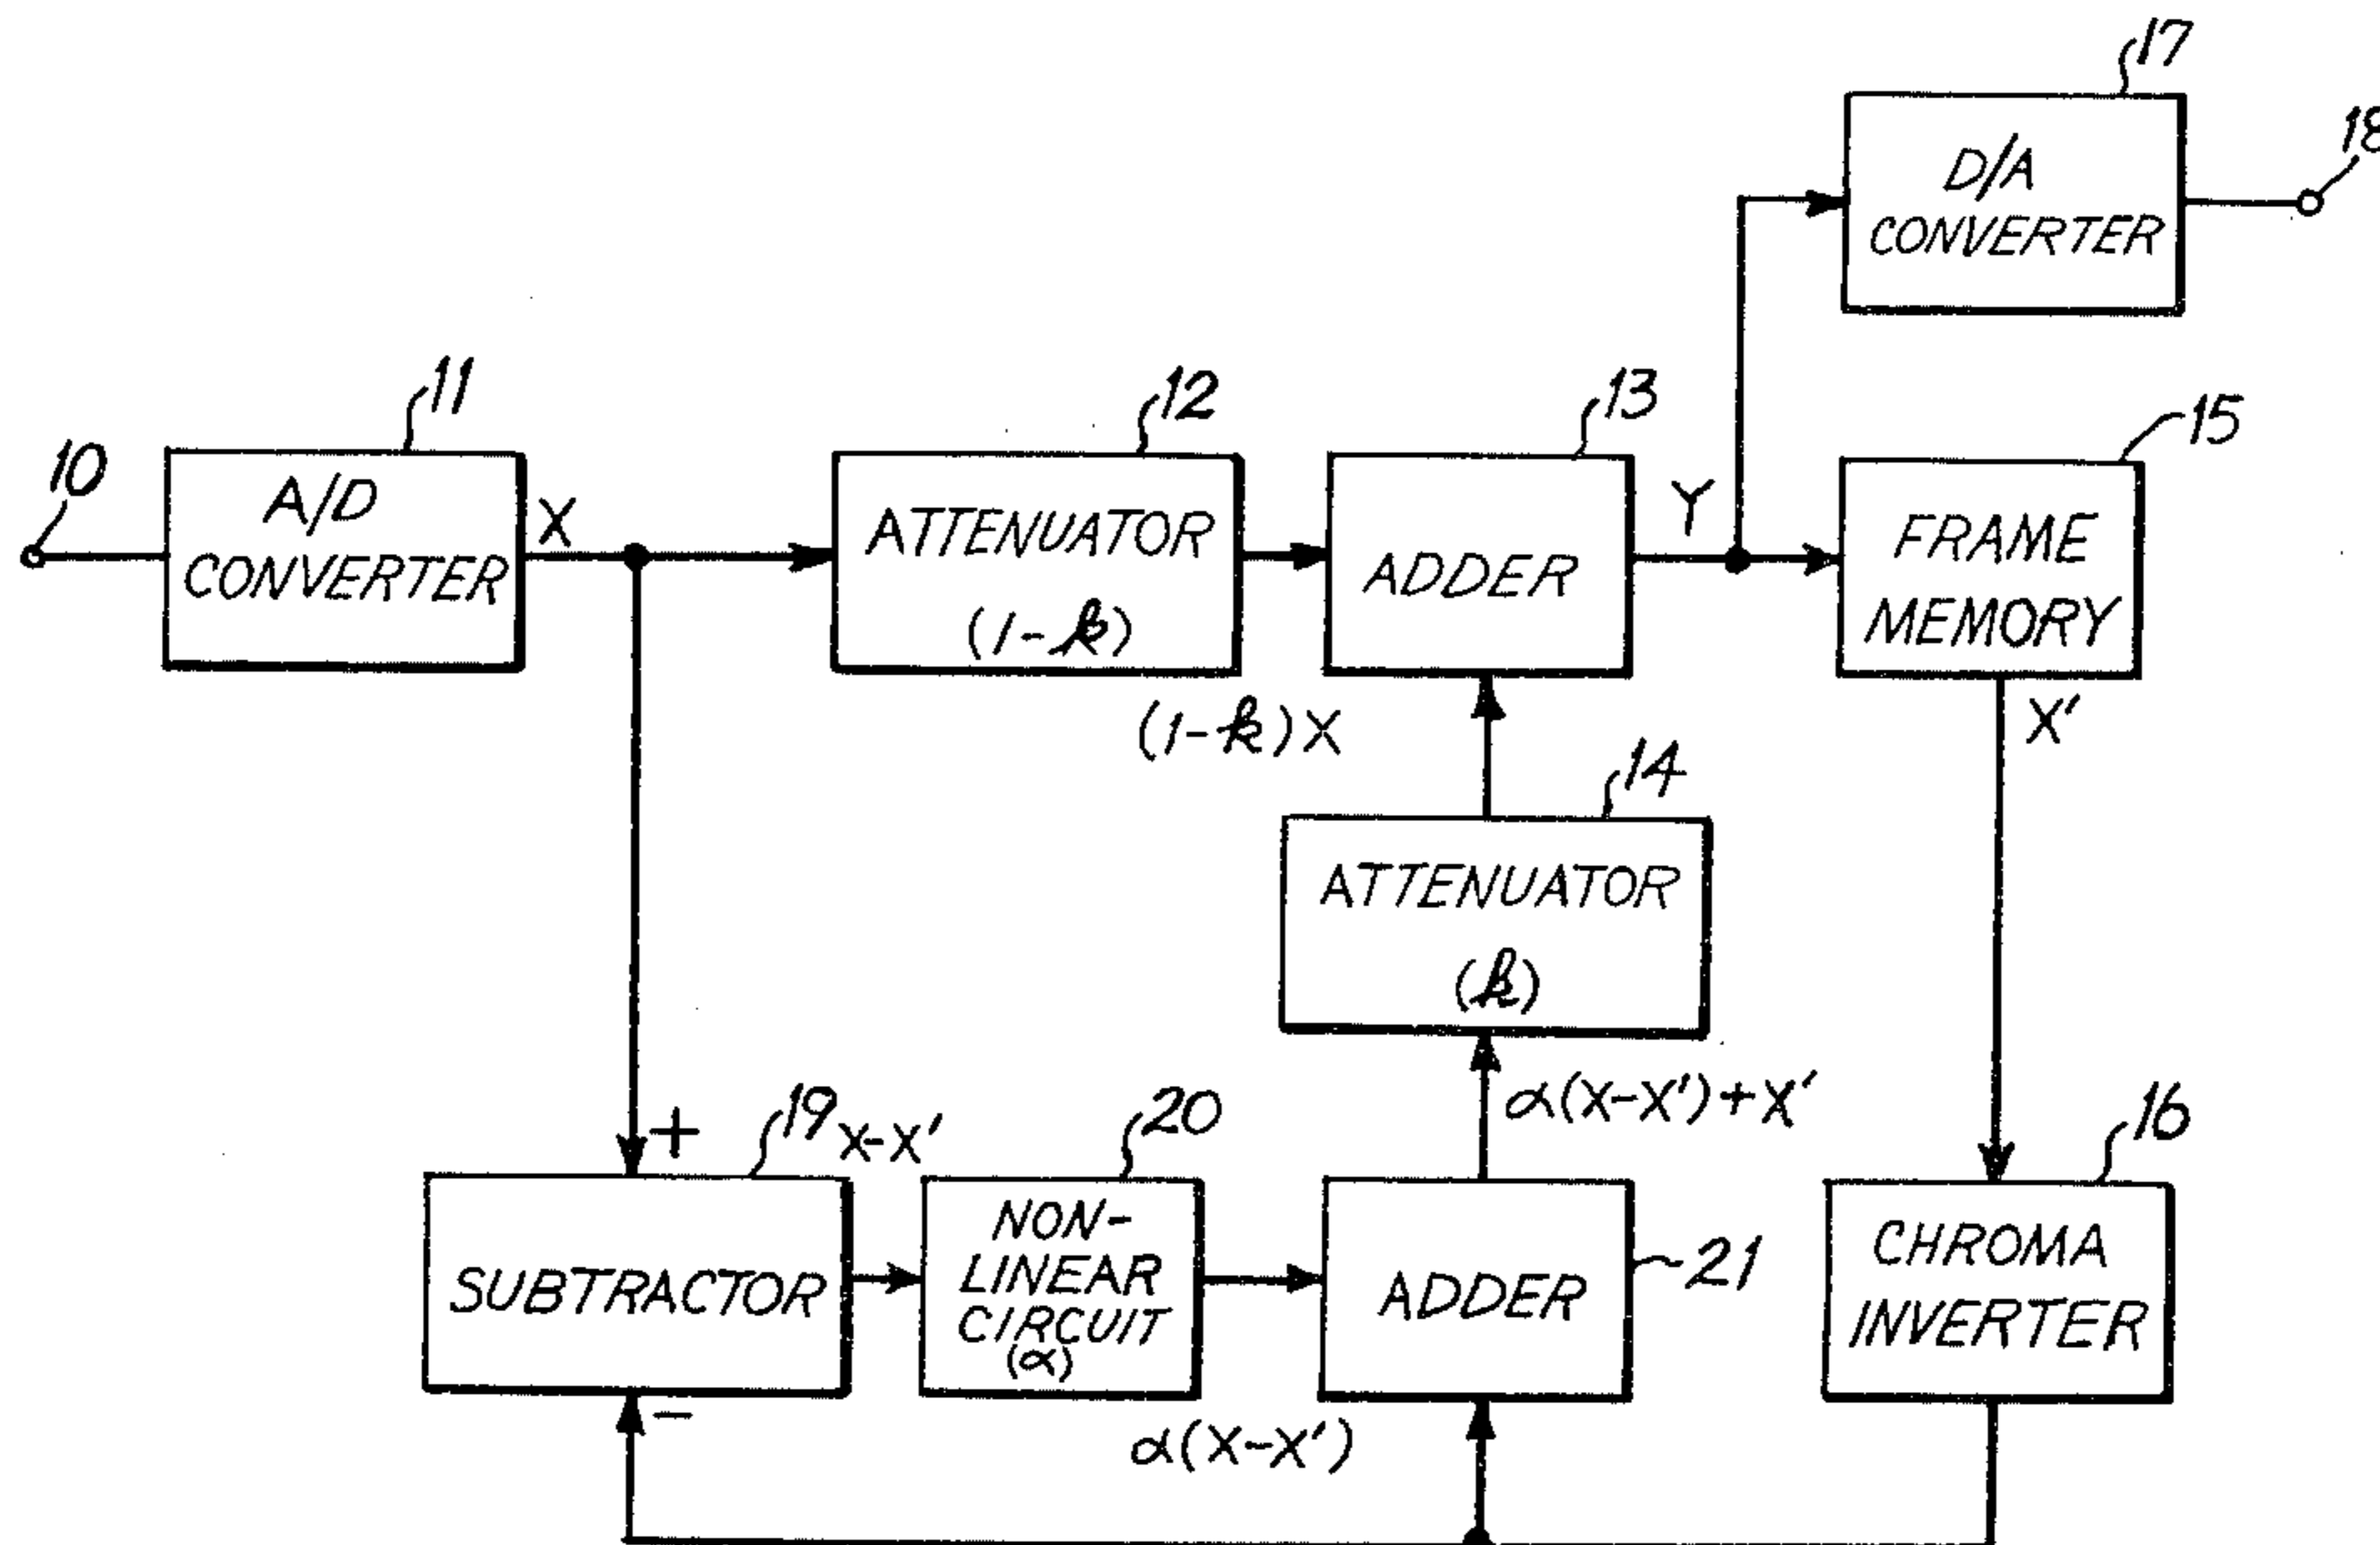 17
18
D/A
CONVERTER
11
12
13
15
10
A/D
CONVERTER
X
ATTENUATOR
(1-k)
ADDER
Y
FRAME
MEMORY
(1-k)X
X'
14
ATTENUATOR
(k)
α(X-X')+X'
19
X-X'
20
16
+
SUBTRACTOR
NON-
LINEAR
CIRCUIT
(α)
ADDER
21
CHROMA
INVERTER
-
α(X-X')